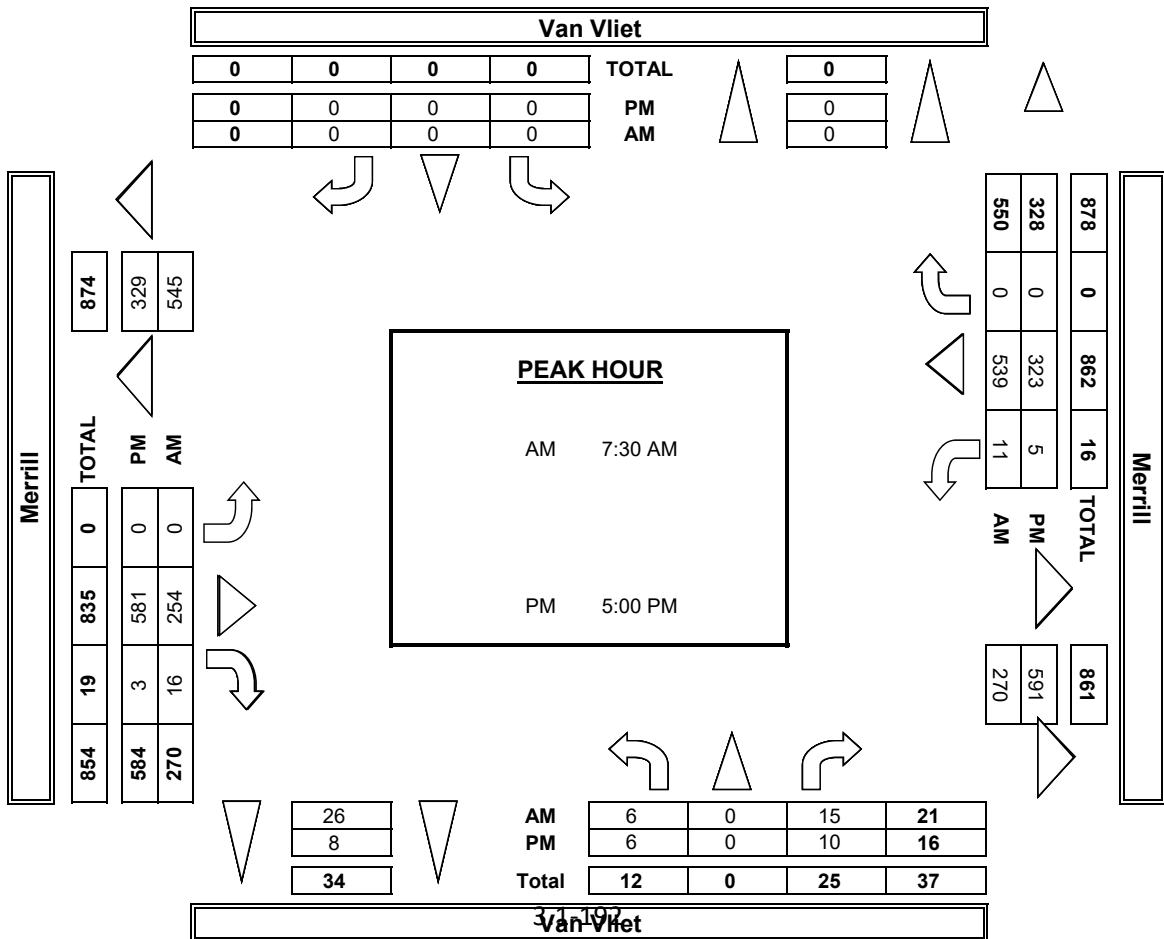 Van Vliet
0 0 0 0 TOTAL 0
0 0 0 0 PM 0
0 0 0 0 AM 0
Merrill
874
329
545
TOTAL 0 835 19 854
PM 0 581 3 584
AM 0 254 16 270
PEAK HOUR
AM 7:30 AM
PM 5:00 PM
550 0 539 11 AM
328 0 323 5 PM
878 0 862 16 TOTAL
270
591
861
Merrill
26 AM 6 0 15 21
8 PM 6 0 10 16
34 Total 12 0 25 37
Van Vliet
3.1-192